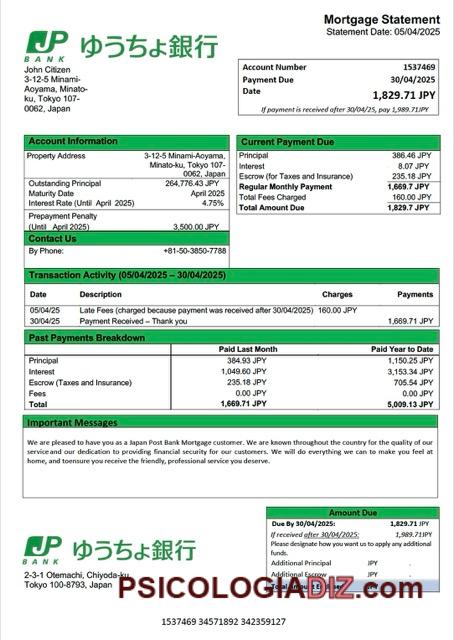 Mortgage Statement
Statement Date: 05/04/2025
JP
BANK
ゆうちょ銀行
John Citizen
3-12-5 Minami-
Aoyama, Minato-
ku, Tokyo 107-
0062, Japan
Account Number 1537469
Payment Due 30/04/2025
Date 1,829.71 JPY
If payment is received after 30/04/25, pay 1,989.71JPY
Account Information
Property Address 3-12-5 Minami-Aoyama,
Minato-ku, Tokyo 107-
0062, Japan
Outstanding Principal 264,776.43 JPY
Maturity Date April 2025
Interest Rate (Until April 2025) 4.75%
Prepayment Penalty
(Until April 2025) 3,500.00 JPY
Contact Us
By Phone: +81-50-3850-7788
Current Payment Due
Principal 386.46 JPY
Interest 8.07 JPY
Escrow (for Taxes and Insurance) 235.18 JPY
Regular Monthly Payment 1,669.7 JPY
Total Fees Charged 160.00 JPY
Total Amount Due 1,829.7 JPY
Transaction Activity (05/04/2025 – 30/04/2025)
Date Description Charges Payments
05/04/25 Late Fees (charged because payment was received after 30/04/2025) 160.00 JPY
30/04/25 Payment Received – Thank you 1,669.71 JPY
Past Payments Breakdown
Paid Last Month Paid Year to Date
Principal 384.93 JPY 1,150.25 JPY
Interest 1,049.60 JPY 3,153.34 JPY
Escrow (Taxes and Insurance) 235.18 JPY 705.54 JPY
Fees 0.00 JPY 0.00 JPY
Total 1,669.71 JPY 5,009.13 JPY
Important Messages
We are pleased to have you as a Japan Post Bank Mortgage customer. We are known throughout the country for the quality of our
service and our dedication to providing financial security for our customers. We will do everything we can to make you feel at
home, and toensure you receive the friendly, professional service you deserve.
JP
BANK
ゆうちょ銀行
2-3-1 Otemachi, Chiyoda-ku,
Tokyo 100-8793, Japan
Amount Due
Due By 30/04/2025: 1,829.71 JPY
If received after 30/04/2025: 1,989.71JPY
Please designate how you want us to apply any additional
funds.
Additional Principal JPY .
Additional Escrow JPY .
PSICOLOGIADIZ.com
1537469 34571892 342359127